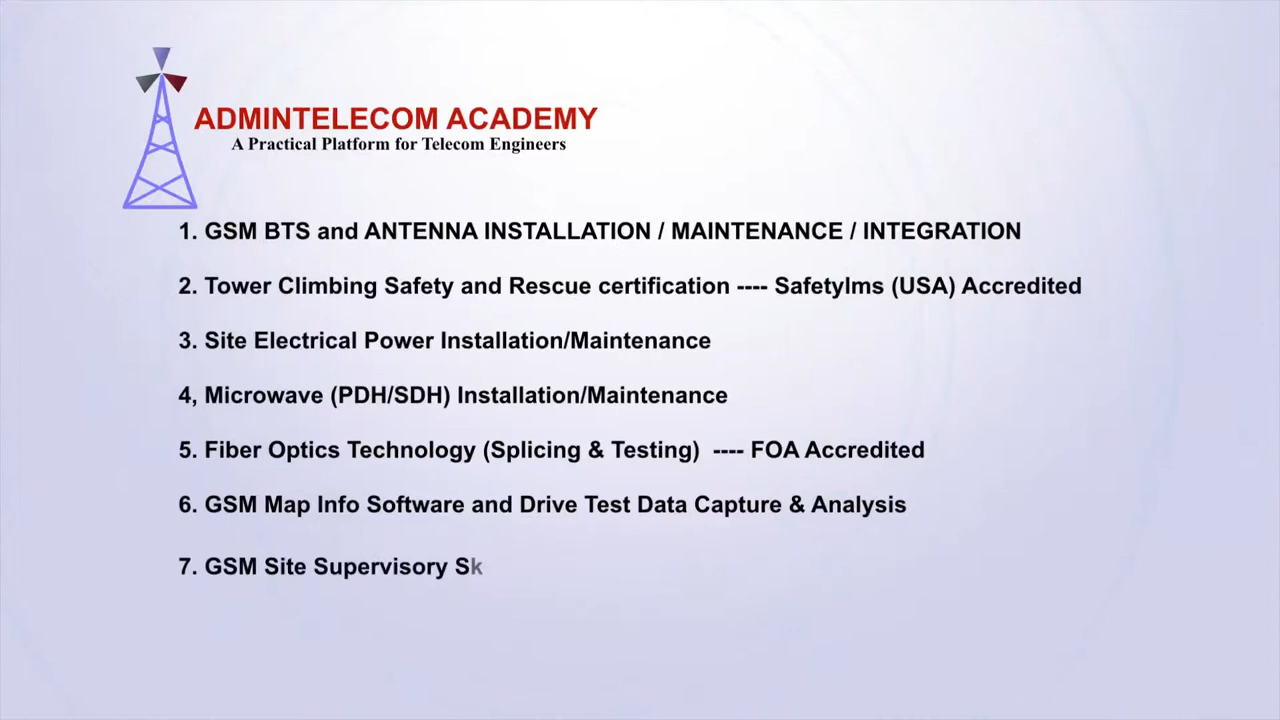 ADMINTELECOM ACADEMY
A Practical Platform for Telecom Engineers
1. GSM BTS and ANTENNA INSTALLATION / MAINTENANCE / INTEGRATION
2. Tower Climbing Safety and Rescue certification ---- Safetylms (USA) Accredited
3. Site Electrical Power Installation/Maintenance
4, Microwave (PDH/SDH) Installation/Maintenance
5. Fiber Optics Technology (Splicing & Testing) ---- FOA Accredited
6. GSM Map Info Software and Drive Test Data Capture & Analysis
7. GSM Site Supervisory Sk